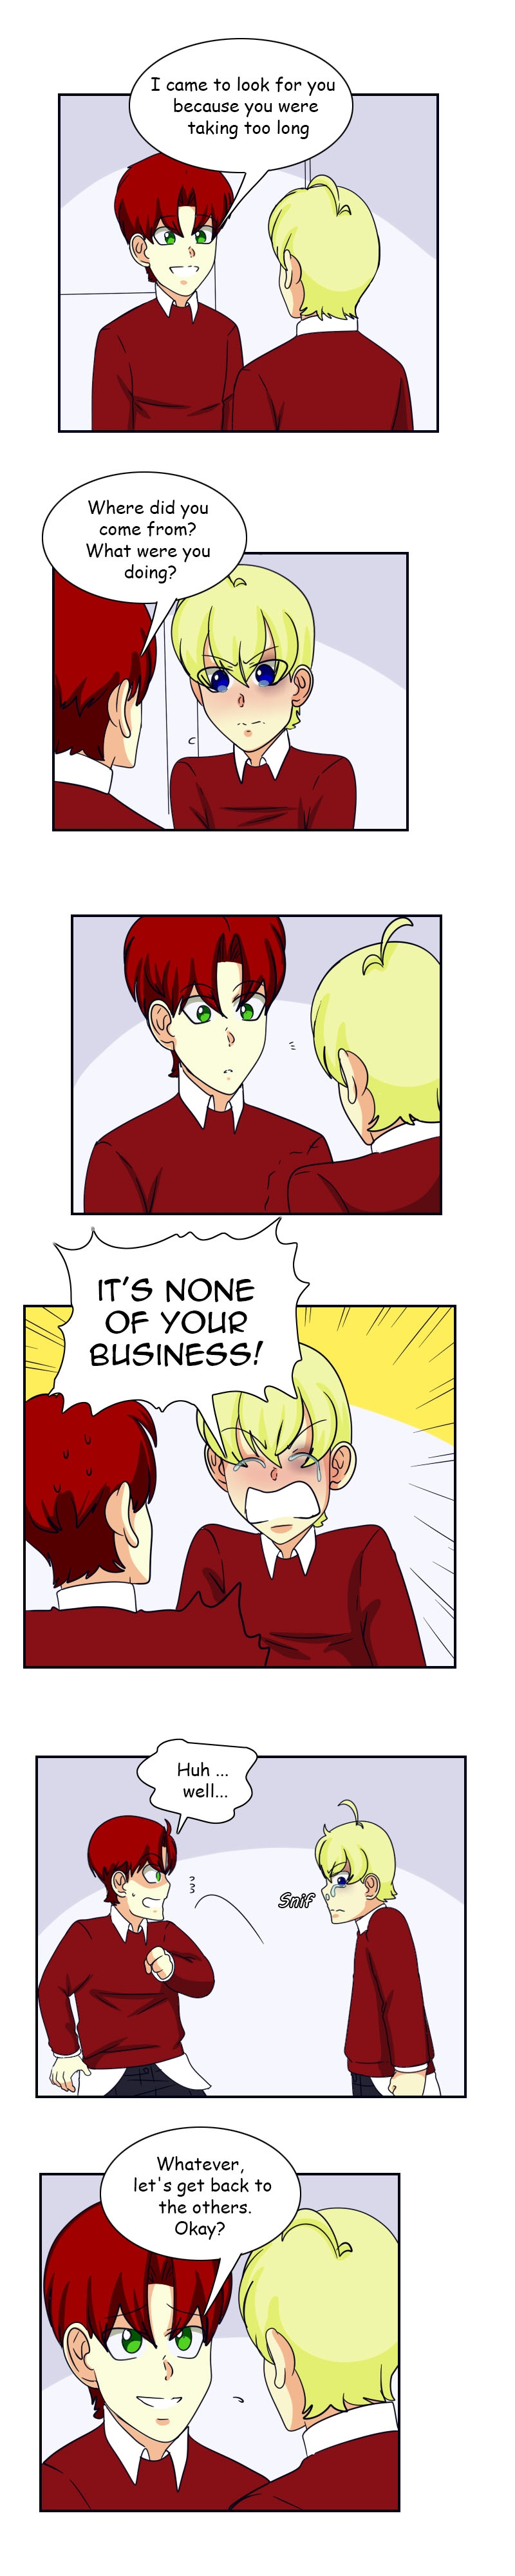 I came to look for you
because you were
taking too long
Where did you
come from?
What were you
doing?
IT'S NONE
OF YOUR
BUSINESS!
Huh ...
well...
Snif
Whatever,
let's get back to
the others.
Okay?